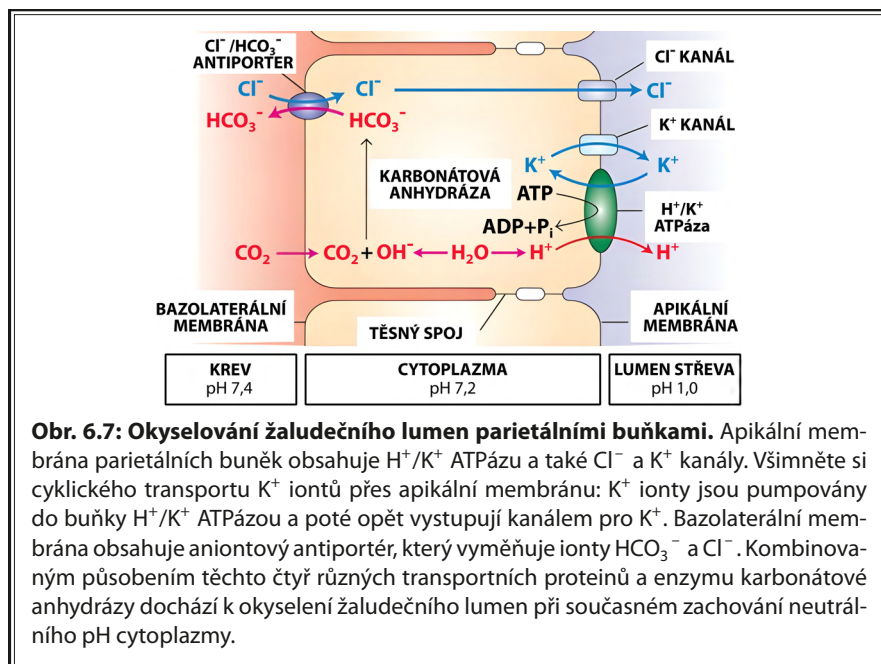 Cl⁻/HCO₃⁻
ANTIPORTER
Cl⁻ KANÁL
Cl⁻
Cl⁻
Cl⁻
HCO₃⁻
HCO₃⁻
K⁺ KANÁL
KARBONÁTOVÁ
ANHYDRÁZA
K⁺
K⁺
ATP
ADP+Pᵢ
H⁺/K⁺
ATPáza
CO₂
CO₂ + OH⁻
H₂O
H⁺
H⁺
BAZOLATERÁLNÍ
MEMBRÁNA
TĚSNÝ SPOJ
APIKÁLNÍ
MEMBRÁNA
KREV
pH 7,4
CYTOPLAZMA
pH 7,2
LUMEN STŘEVA
pH 1,0
Obr. 6.7: Okyselování žaludečního lumen parietálními buňkami. Apikální mem-
brána parietálních buněk obsahuje H⁺/K⁺ ATPázu a také Cl⁻ a K⁺ kanály. Všimněte si
cyklického transportu K⁺ iontů přes apikální membránu: K⁺ ionty jsou pumpovány
do buňky H⁺/K⁺ ATPázou a poté opět vystupují kanálem pro K⁺. Bazolaterální mem-
brána obsahuje aniontový antiportér, který vyměňuje ionty HCO₃⁻ a Cl⁻. Kombinova-
ným působením těchto čtyř různých transportních proteinů a enzymu karbonátové
anhydrázy dochází k okyselení žaludečního lumen při současném zachování neutrál-
ního pH cytoplazmy.